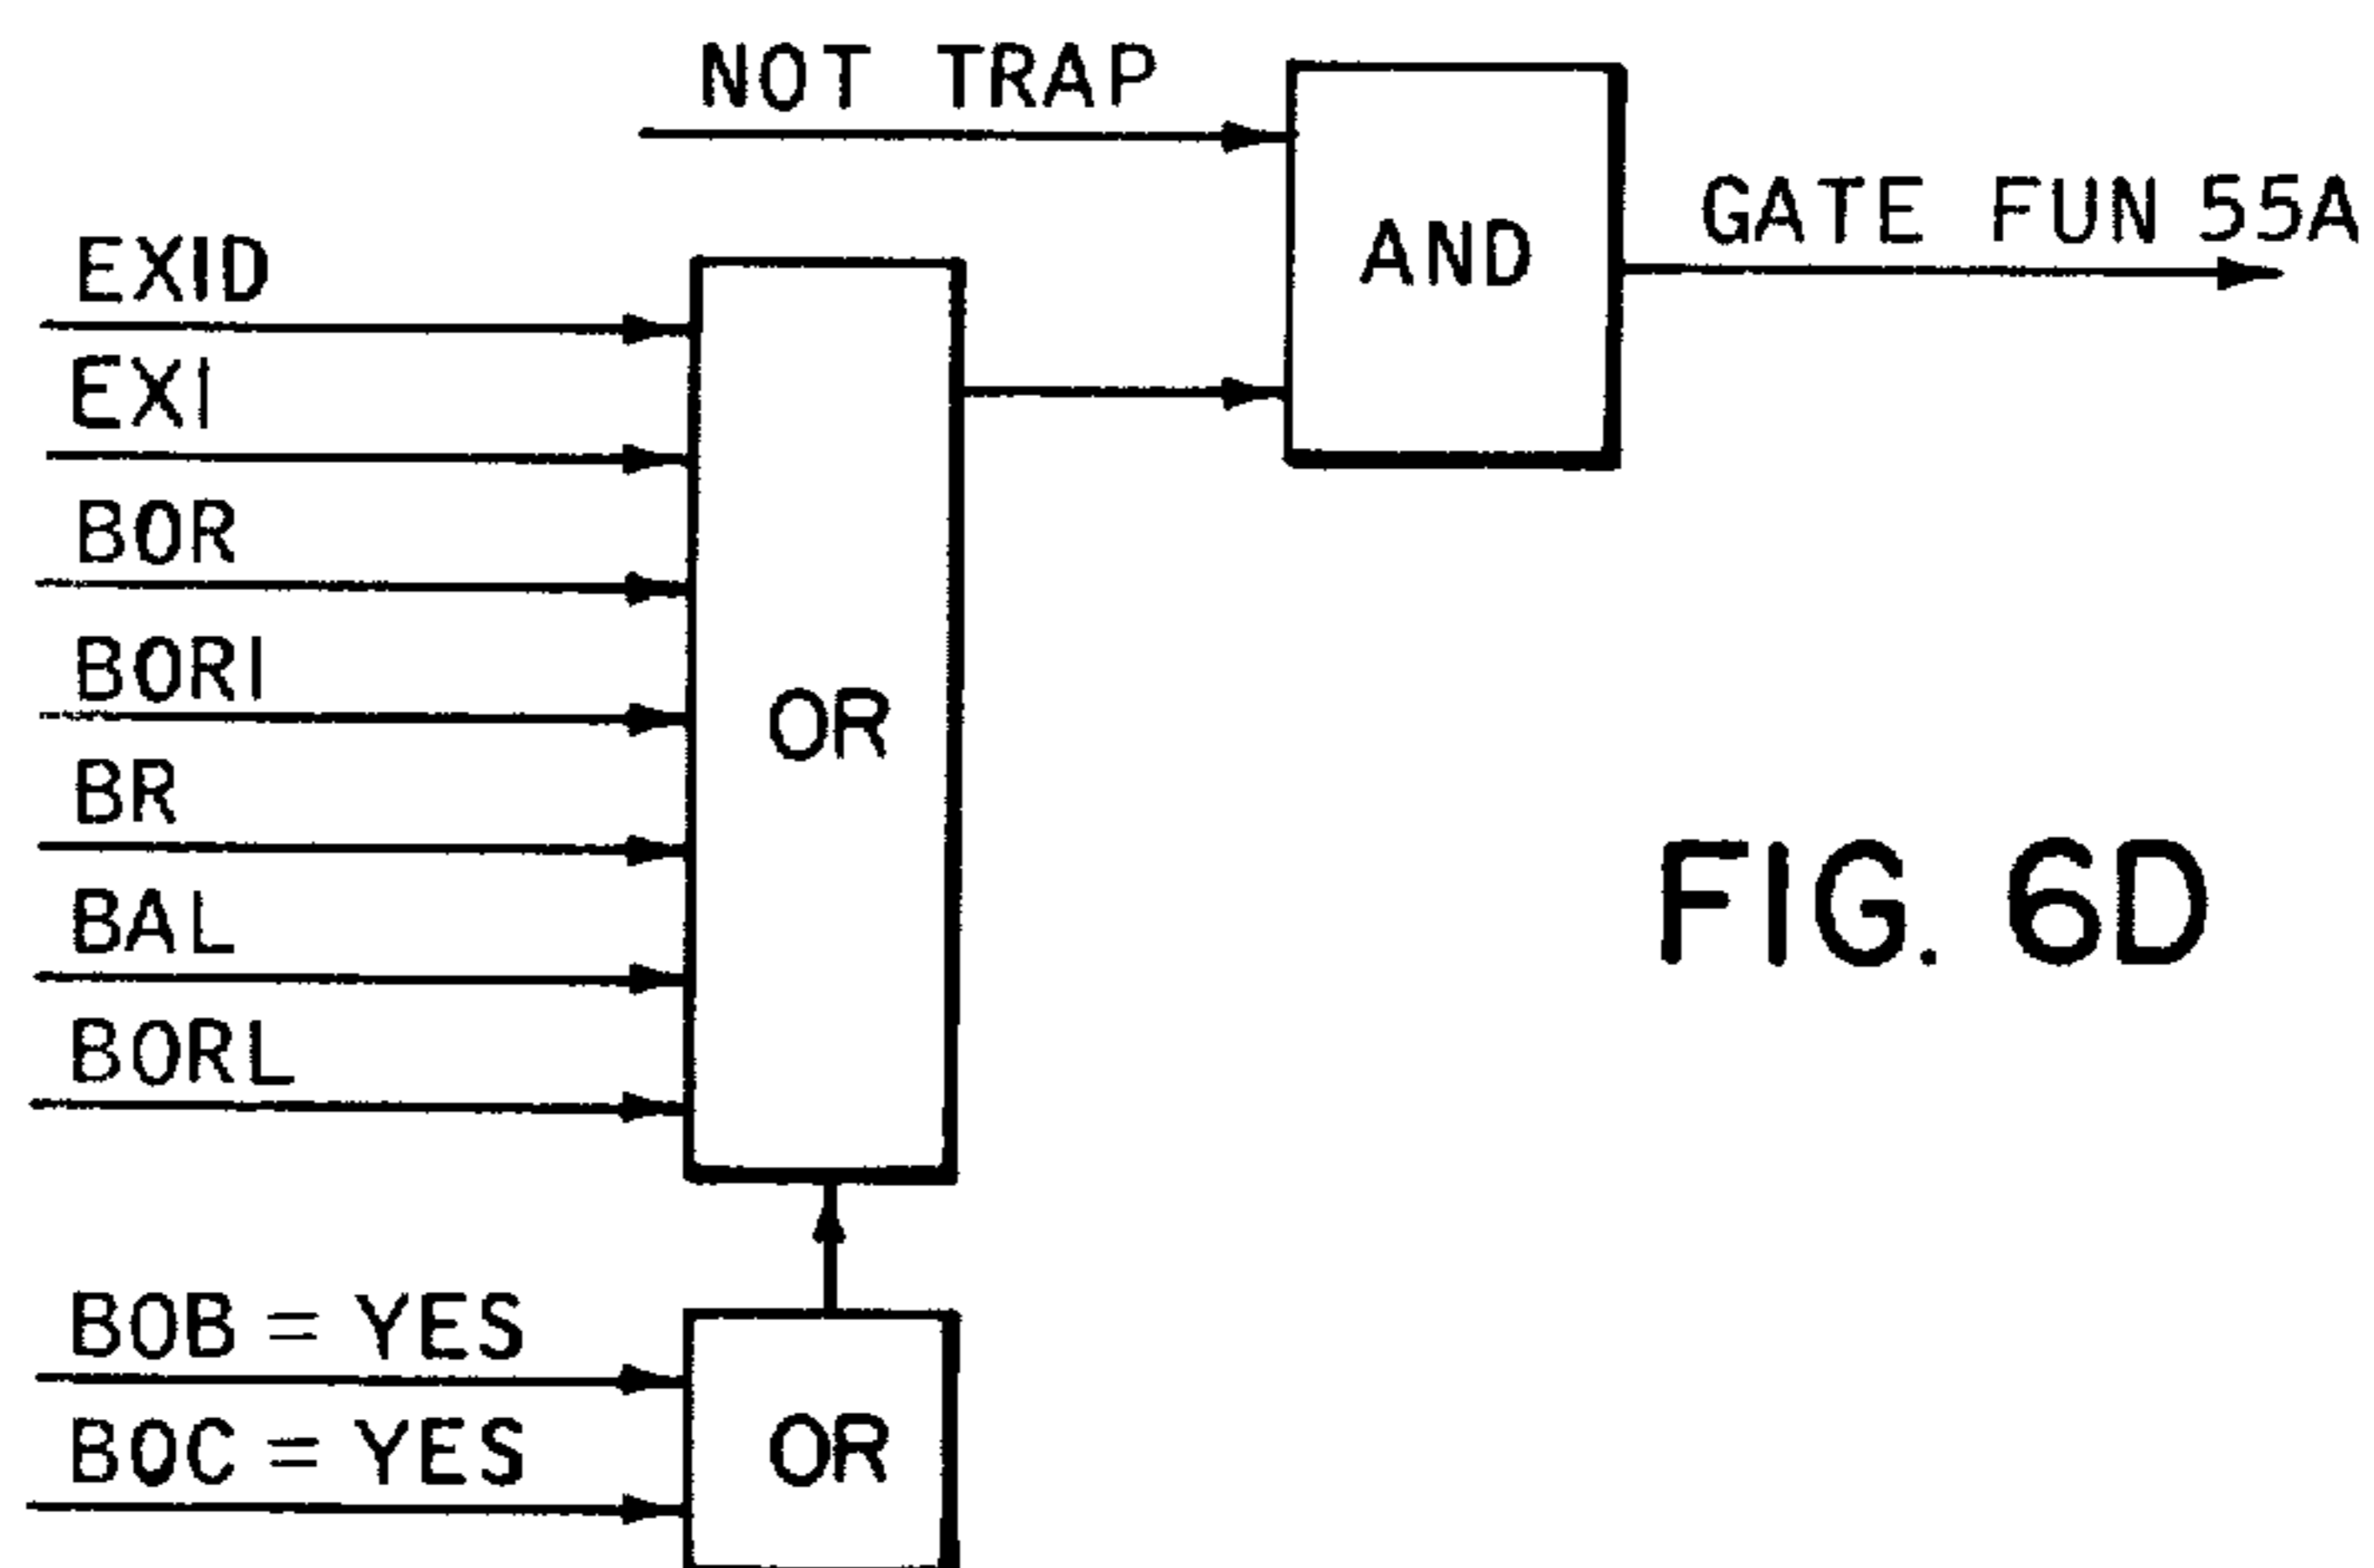 NOT TRAP
AND
GATE FUN 55A
EXID
EXI
BOR
BORI
BR
BAL
BORL
OR
FIG. 6D
BOB = YES
BOC = YES
OR